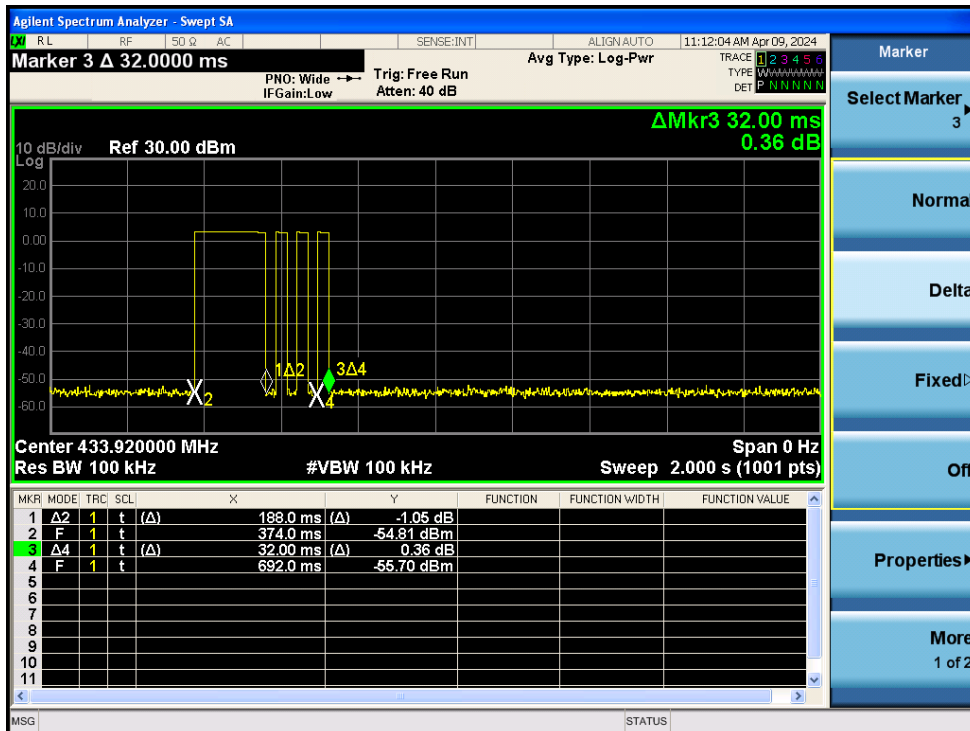 Agilent Spectrum Analyzer - Swept SA
LXI RL RF 50 Ω AC SENSE:INT ALIGN AUTO 11:12:04 AM Apr 09, 2024
Marker 3 Δ 32.0000 ms
PNO: Wide
IFGain:Low
Trig: Free Run
Atten: 40 dB
Avg Type: Log-Pwr
TRACE 1 2 3 4 5 6
TYPE W
DET P N N N N N
ΔMkr3 32.00 ms
0.36 dB
10 dB/div Ref 30.00 dBm
Log
20.0
10.0
0.00
-10.0
-20.0
-30.0
-40.0
-50.0
-60.0
1Δ2
3Δ4
2
4
Center 433.920000 MHz Span 0 Hz
Res BW 100 kHz #VBW 100 kHz Sweep 2.000 s (1001 pts)
MKR MODE TRC SCL X Y FUNCTION FUNCTION WIDTH FUNCTION VALUE
1 Δ2 1 t (Δ) 188.0 ms (Δ) -1.05 dB
2 F 1 t 374.0 ms -54.81 dBm
3 Δ4 1 t (Δ) 32.00 ms (Δ) 0.36 dB
4 F 1 t 692.0 ms -55.70 dBm
5
6
7
8
9
10
11
MSG STATUS
Marker
Select Marker
3
Norma
Delta
Fixed
Off
Properties
More
1 of 2